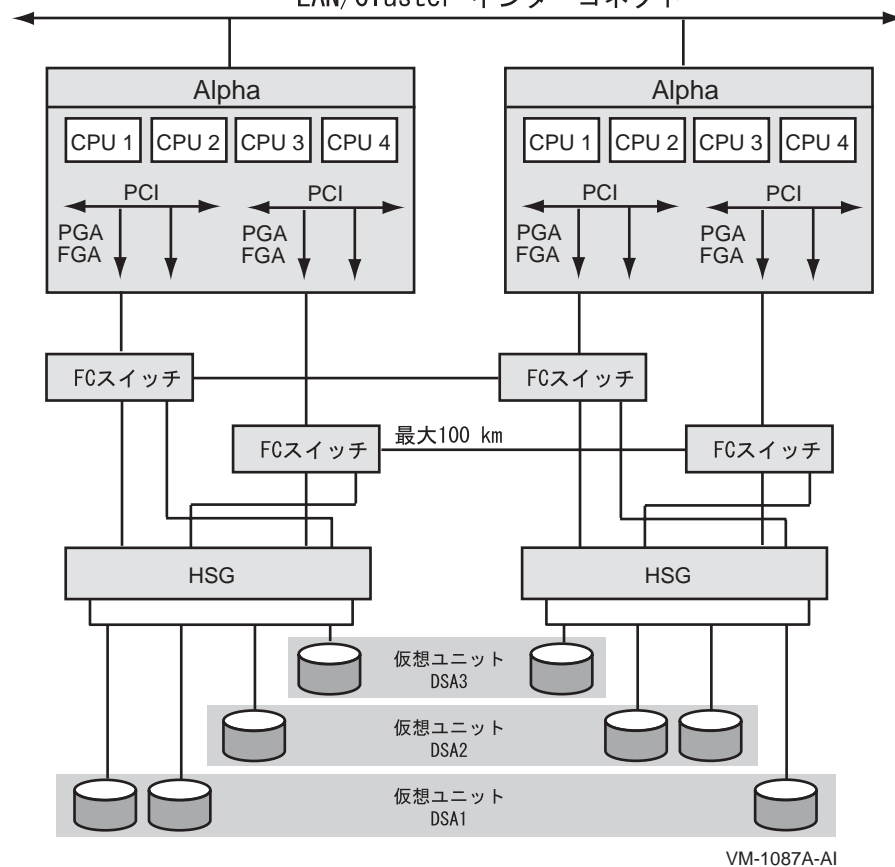 LAN/Cluster インターコネクト
Alpha
Alpha
CPU 1 CPU 2 CPU 3 CPU 4
CPU 1 CPU 2 CPU 3 CPU 4
PCI
PCI
PCI
PCI
PGA
FGA
PGA
FGA
PGA
FGA
PGA
FGA
FCスイッチ
FCスイッチ
FCスイッチ
最大100 km
FCスイッチ
HSG
HSG
仮想ユニット
DSA3
仮想ユニット
DSA2
仮想ユニット
DSA1
VM-1087A-AI